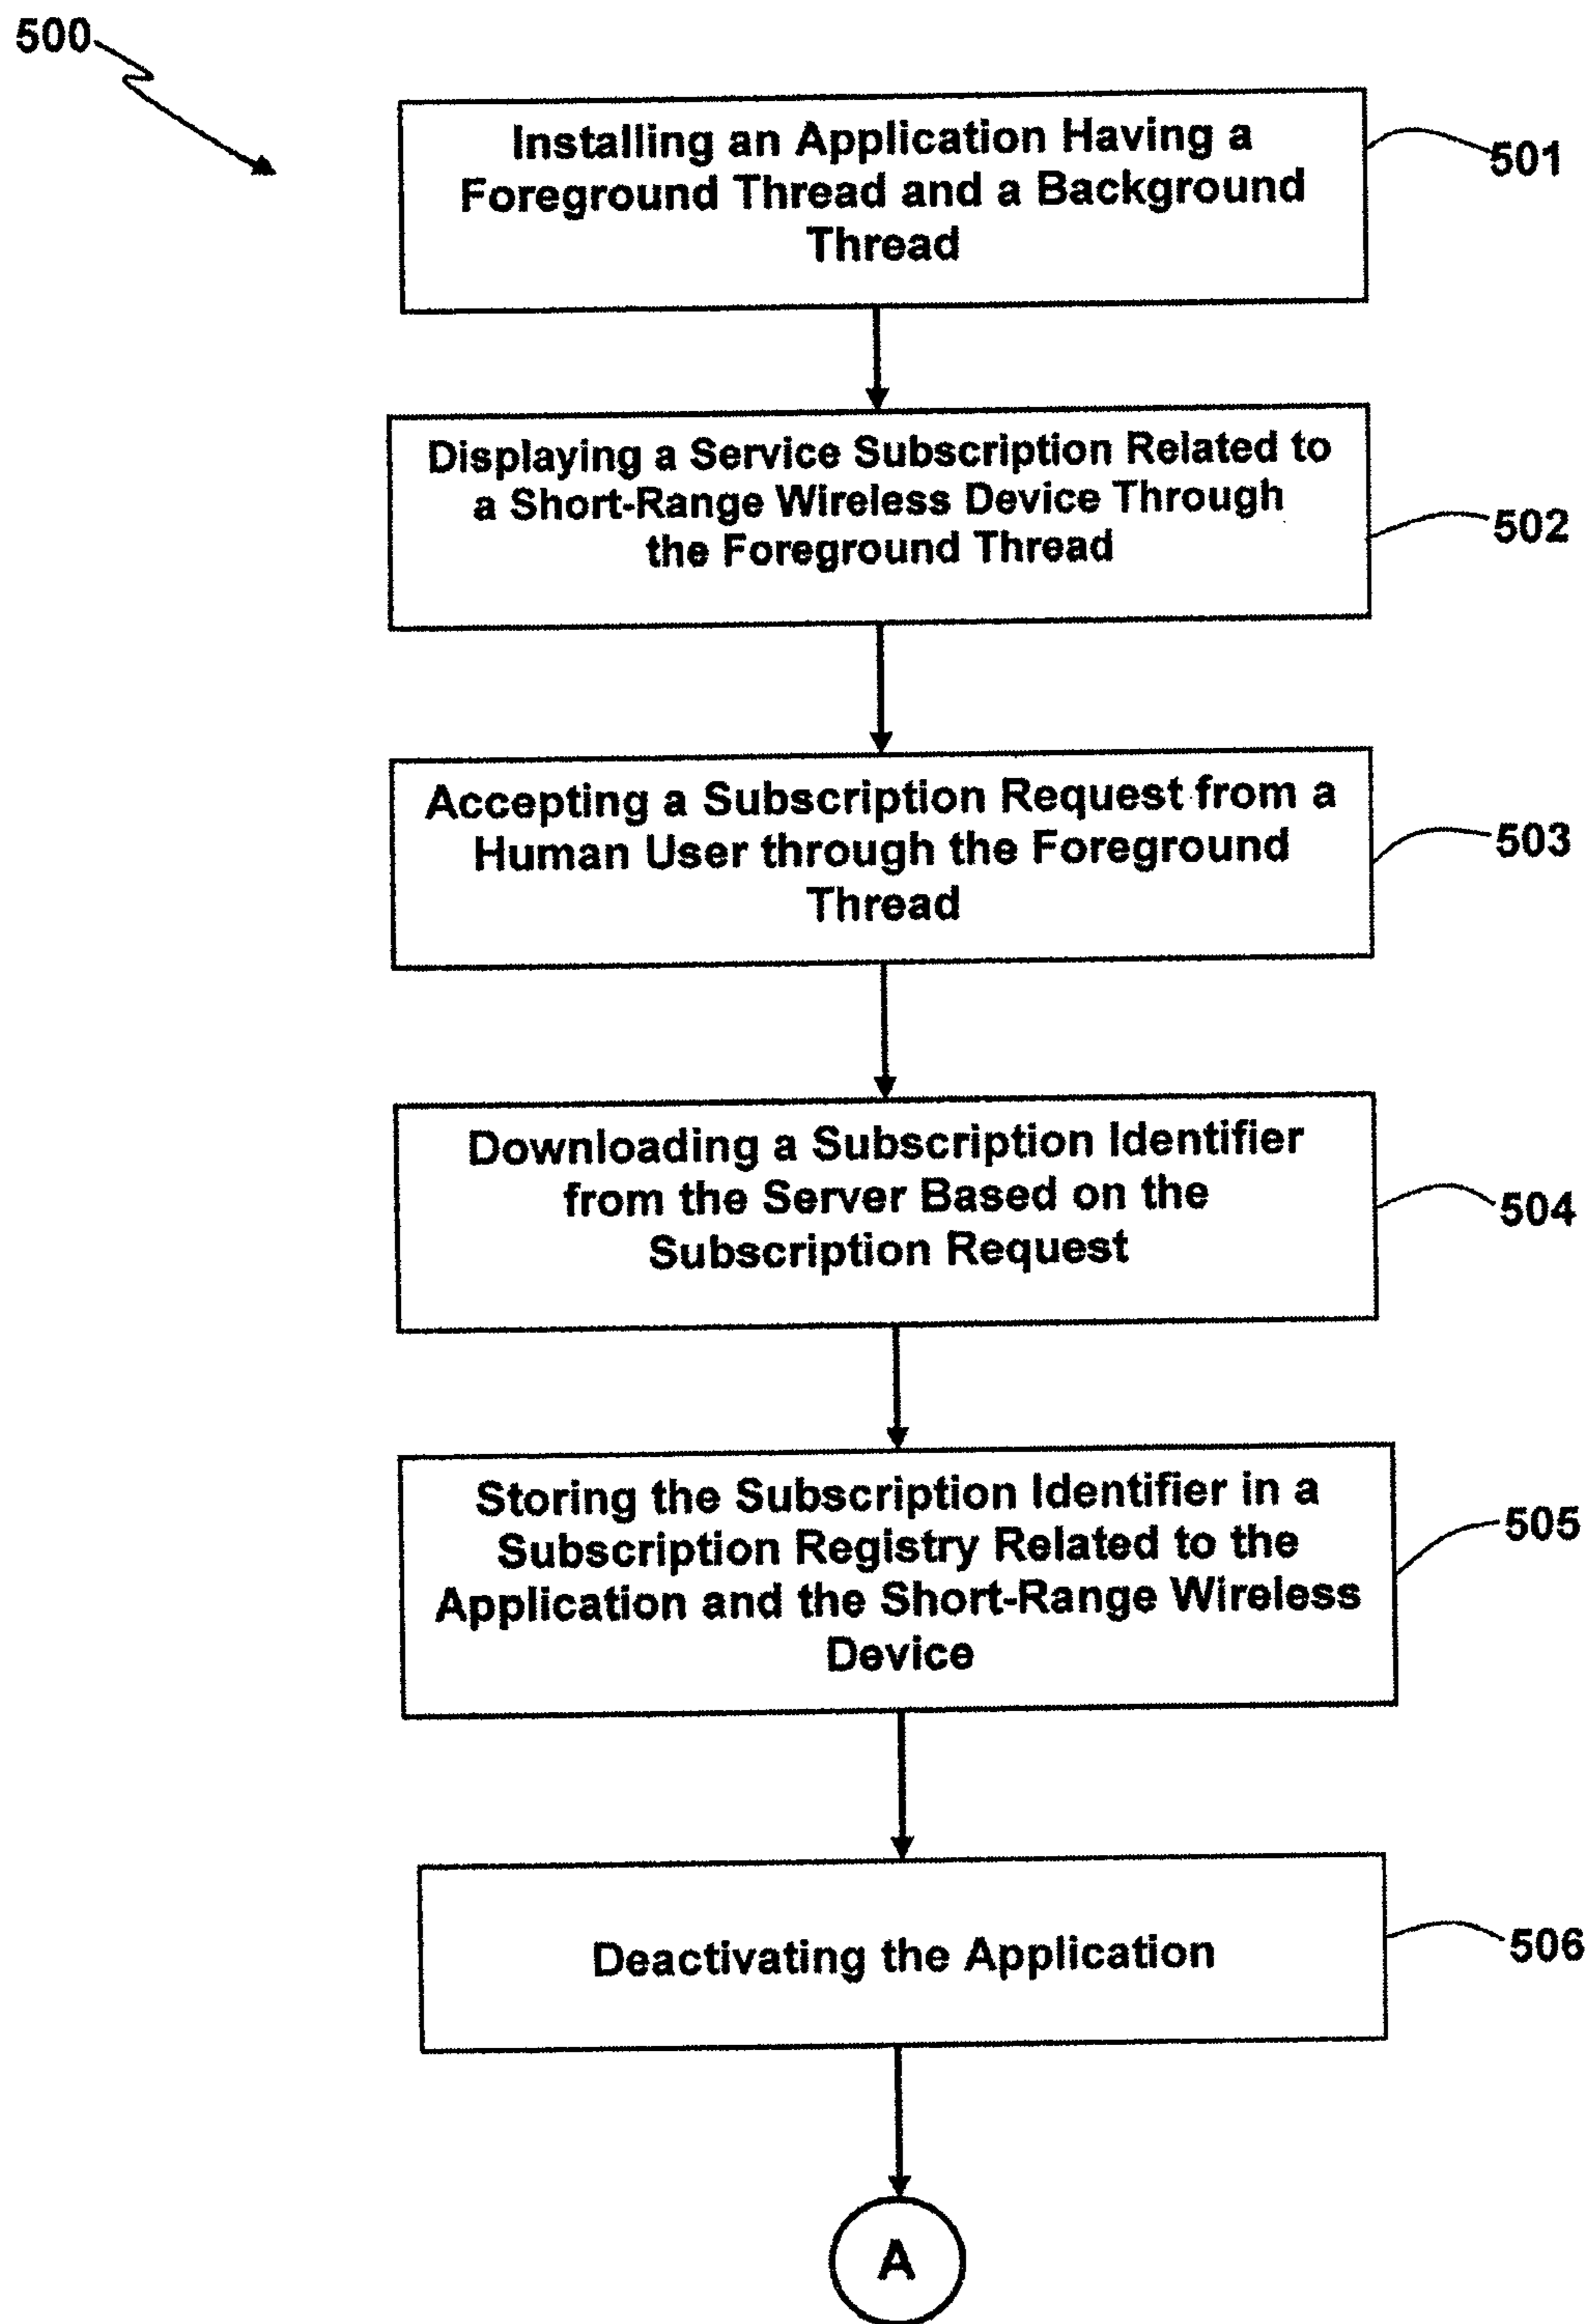 500
Installing an Application Having a
Foreground Thread and a Background
Thread
501
Displaying a Service Subscription Related to
a Short-Range Wireless Device Through
the Foreground Thread
502
Accepting a Subscription Request from a
Human User through the Foreground
Thread
503
Downloading a Subscription Identifier
from the Server Based on the
Subscription Request
504
Storing the Subscription Identifier in a
Subscription Registry Related to the
Application and the Short-Range Wireless
Device
505
Deactivating the Application
506
A